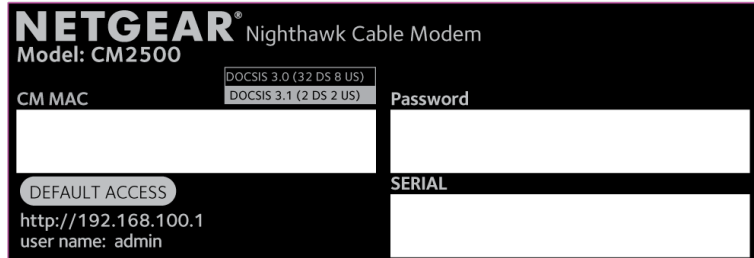 NETGEAR® Nighthawk Cable Modem
Model: CM2500
DOCSIS 3.0 (32 DS 8 US)
DOCSIS 3.1 (2 DS 2 US)
CM MAC
Password
DEFAULT ACCESS
http://192.168.100.1
user name: admin
SERIAL